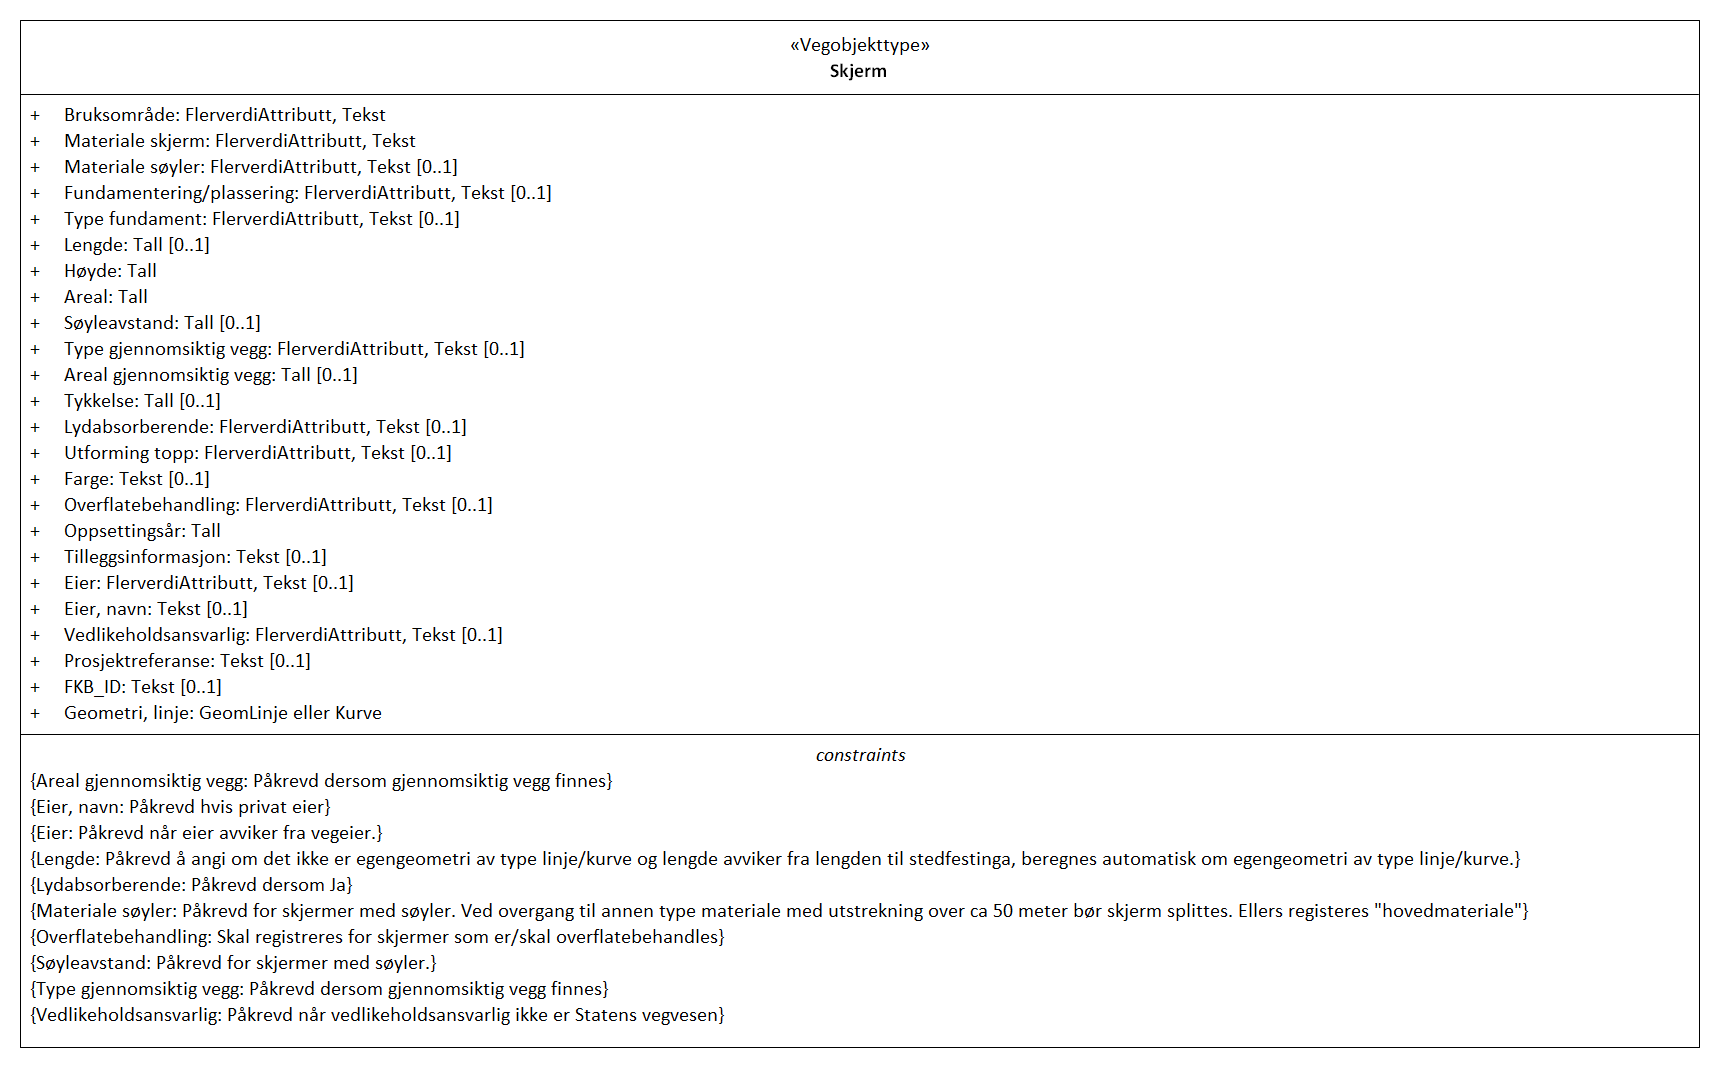 «Vegobjekttype»
Skjerm
+ Bruksområde: FlerverdiAttributt, Tekst
+ Materiale skjerm: FlerverdiAttributt, Tekst
+ Materiale søyler: FlerverdiAttributt, Tekst [0..1]
+ Fundamentering/plassering: FlerverdiAttributt, Tekst [0..1]
+ Type fundament: FlerverdiAttributt, Tekst [0..1]
+ Lengde: Tall [0..1]
+ Høyde: Tall
+ Areal: Tall
+ Søyleavstand: Tall [0..1]
+ Type gjennomsiktig vegg: FlerverdiAttributt, Tekst [0..1]
+ Areal gjennomsiktig vegg: Tall [0..1]
+ Tykkelse: Tall [0..1]
+ Lydabsorberende: FlerverdiAttributt, Tekst [0..1]
+ Utforming topp: FlerverdiAttributt, Tekst [0..1]
+ Farge: Tekst [0..1]
+ Overflatebehandling: FlerverdiAttributt, Tekst [0..1]
+ Oppsettingsår: Tall
+ Tilleggsinformasjon: Tekst [0..1]
+ Eier: FlerverdiAttributt, Tekst [0..1]
+ Eier, navn: Tekst [0..1]
+ Vedlikeholdsansvarlig: FlerverdiAttributt, Tekst [0..1]
+ Prosjektreferanse: Tekst [0..1]
+ FKB_ID: Tekst [0..1]
+ Geometri, linje: GeomLinje eller Kurve
constraints
{Areal gjennomsiktig vegg: Påkrevd dersom gjennomsiktig vegg finnes}
{Eier, navn: Påkrevd hvis privat eier}
{Eier: Påkrevd når eier avviker fra vegeier.}
{Lengde: Påkrevd å angi om det ikke er egengeometri av type linje/kurve og lengde avviker fra lengden til stedfestinga, beregnes automatisk om egengeometri av type linje/kurve.}
{Lydabsorberende: Påkrevd dersom Ja}
{Materiale søyler: Påkrevd for skjermer med søyler. Ved overgang til annen type materiale med utstrekning over ca 50 meter bør skjerm splittes. Ellers registeres "hovedmateriale"}
{Overflatebehandling: Skal registreres for skjermer som er/skal overflatebehandles}
{Søyleavstand: Påkrevd for skjermer med søyler.}
{Type gjennomsiktig vegg: Påkrevd dersom gjennomsiktig vegg finnes}
{Vedlikeholdsansvarlig: Påkrevd når vedlikeholdsansvarlig ikke er Statens vegvesen}